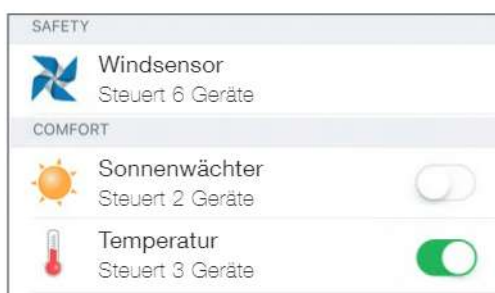 SAFETY
Windsensor
Steuert 6 Geräte
COMFORT
Sonnenwächter
Steuert 2 Geräte
Temperatur
Steuert 3 Geräte